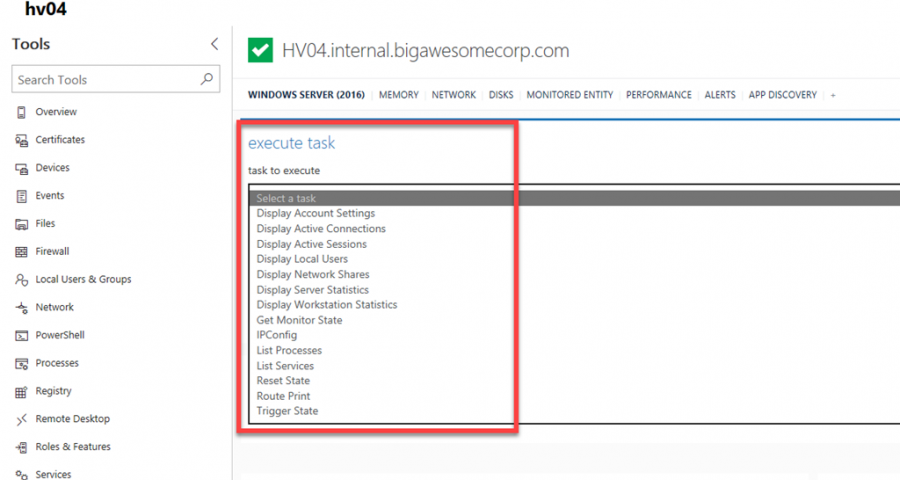 hv04
Tools
Search Tools
Overview
Certificates
Devices
Events
Files
Firewall
Local Users & Groups
Network
PowerShell
Processes
Registry
Remote Desktop
Roles & Features
Services
HV04.internal.bigawesomecorp.com
WINDOWS SERVER (2016) MEMORY NETWORK DISKS MONITORED ENTITY PERFORMANCE ALERTS APP DISCOVERY +
execute task
task to execute
Select a task
Display Account Settings
Display Active Connections
Display Active Sessions
Display Local Users
Display Network Shares
Display Server Statistics
Display Workstation Statistics
Get Monitor State
IPConfig
List Processes
List Services
Reset State
Route Print
Trigger State